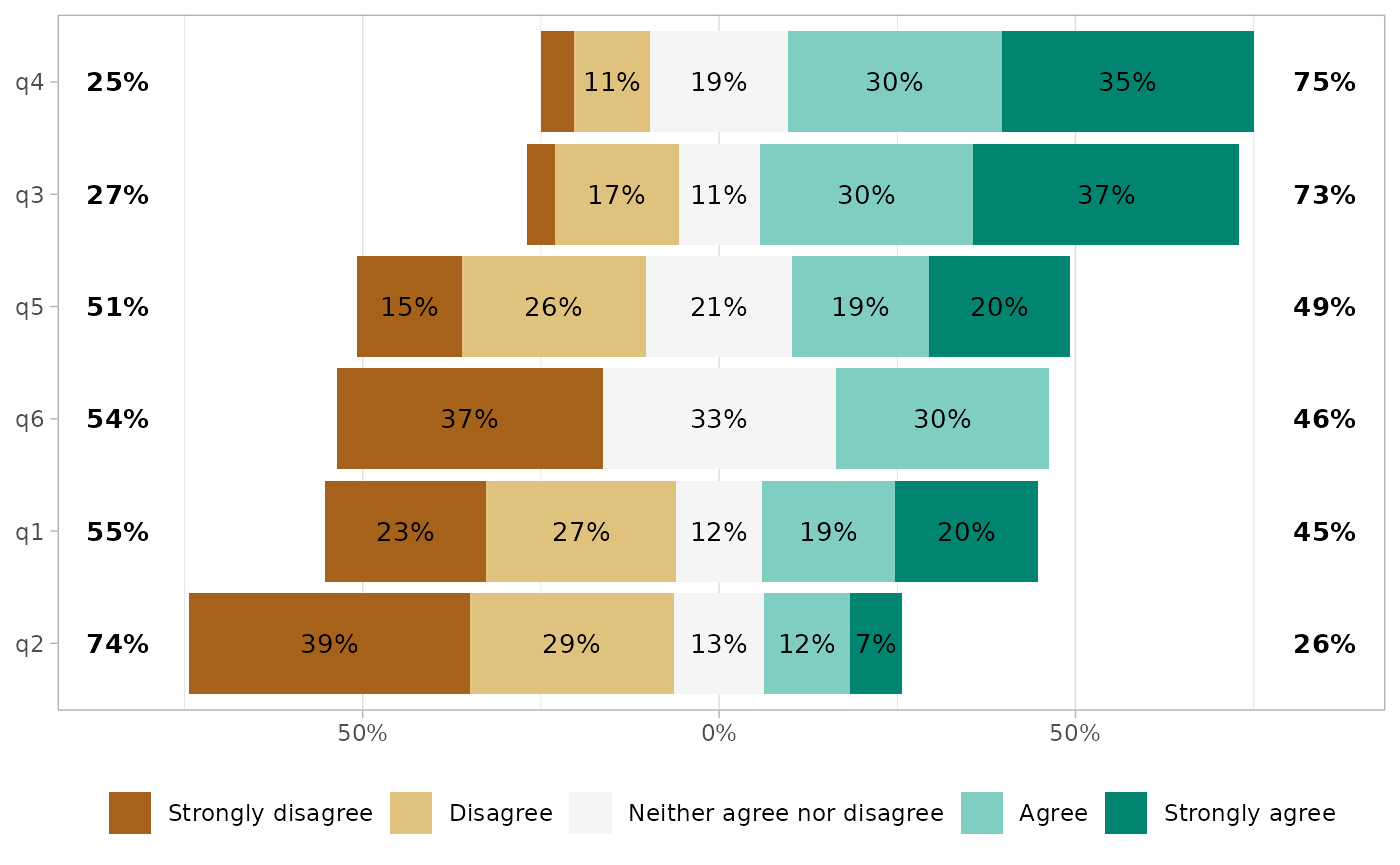 q4 25% 11% 19% 30% 35% 75%
q3 27% 17% 11% 30% 37% 73%
q5 51% 15% 26% 21% 19% 20% 49%
q6 54% 37% 33% 30% 46%
q1 55% 23% 27% 12% 19% 20% 45%
q2 74% 39% 29% 13% 12% 7% 26%
50% 0% 50%
Strongly disagree Disagree Neither agree nor disagree Agree Strongly agree